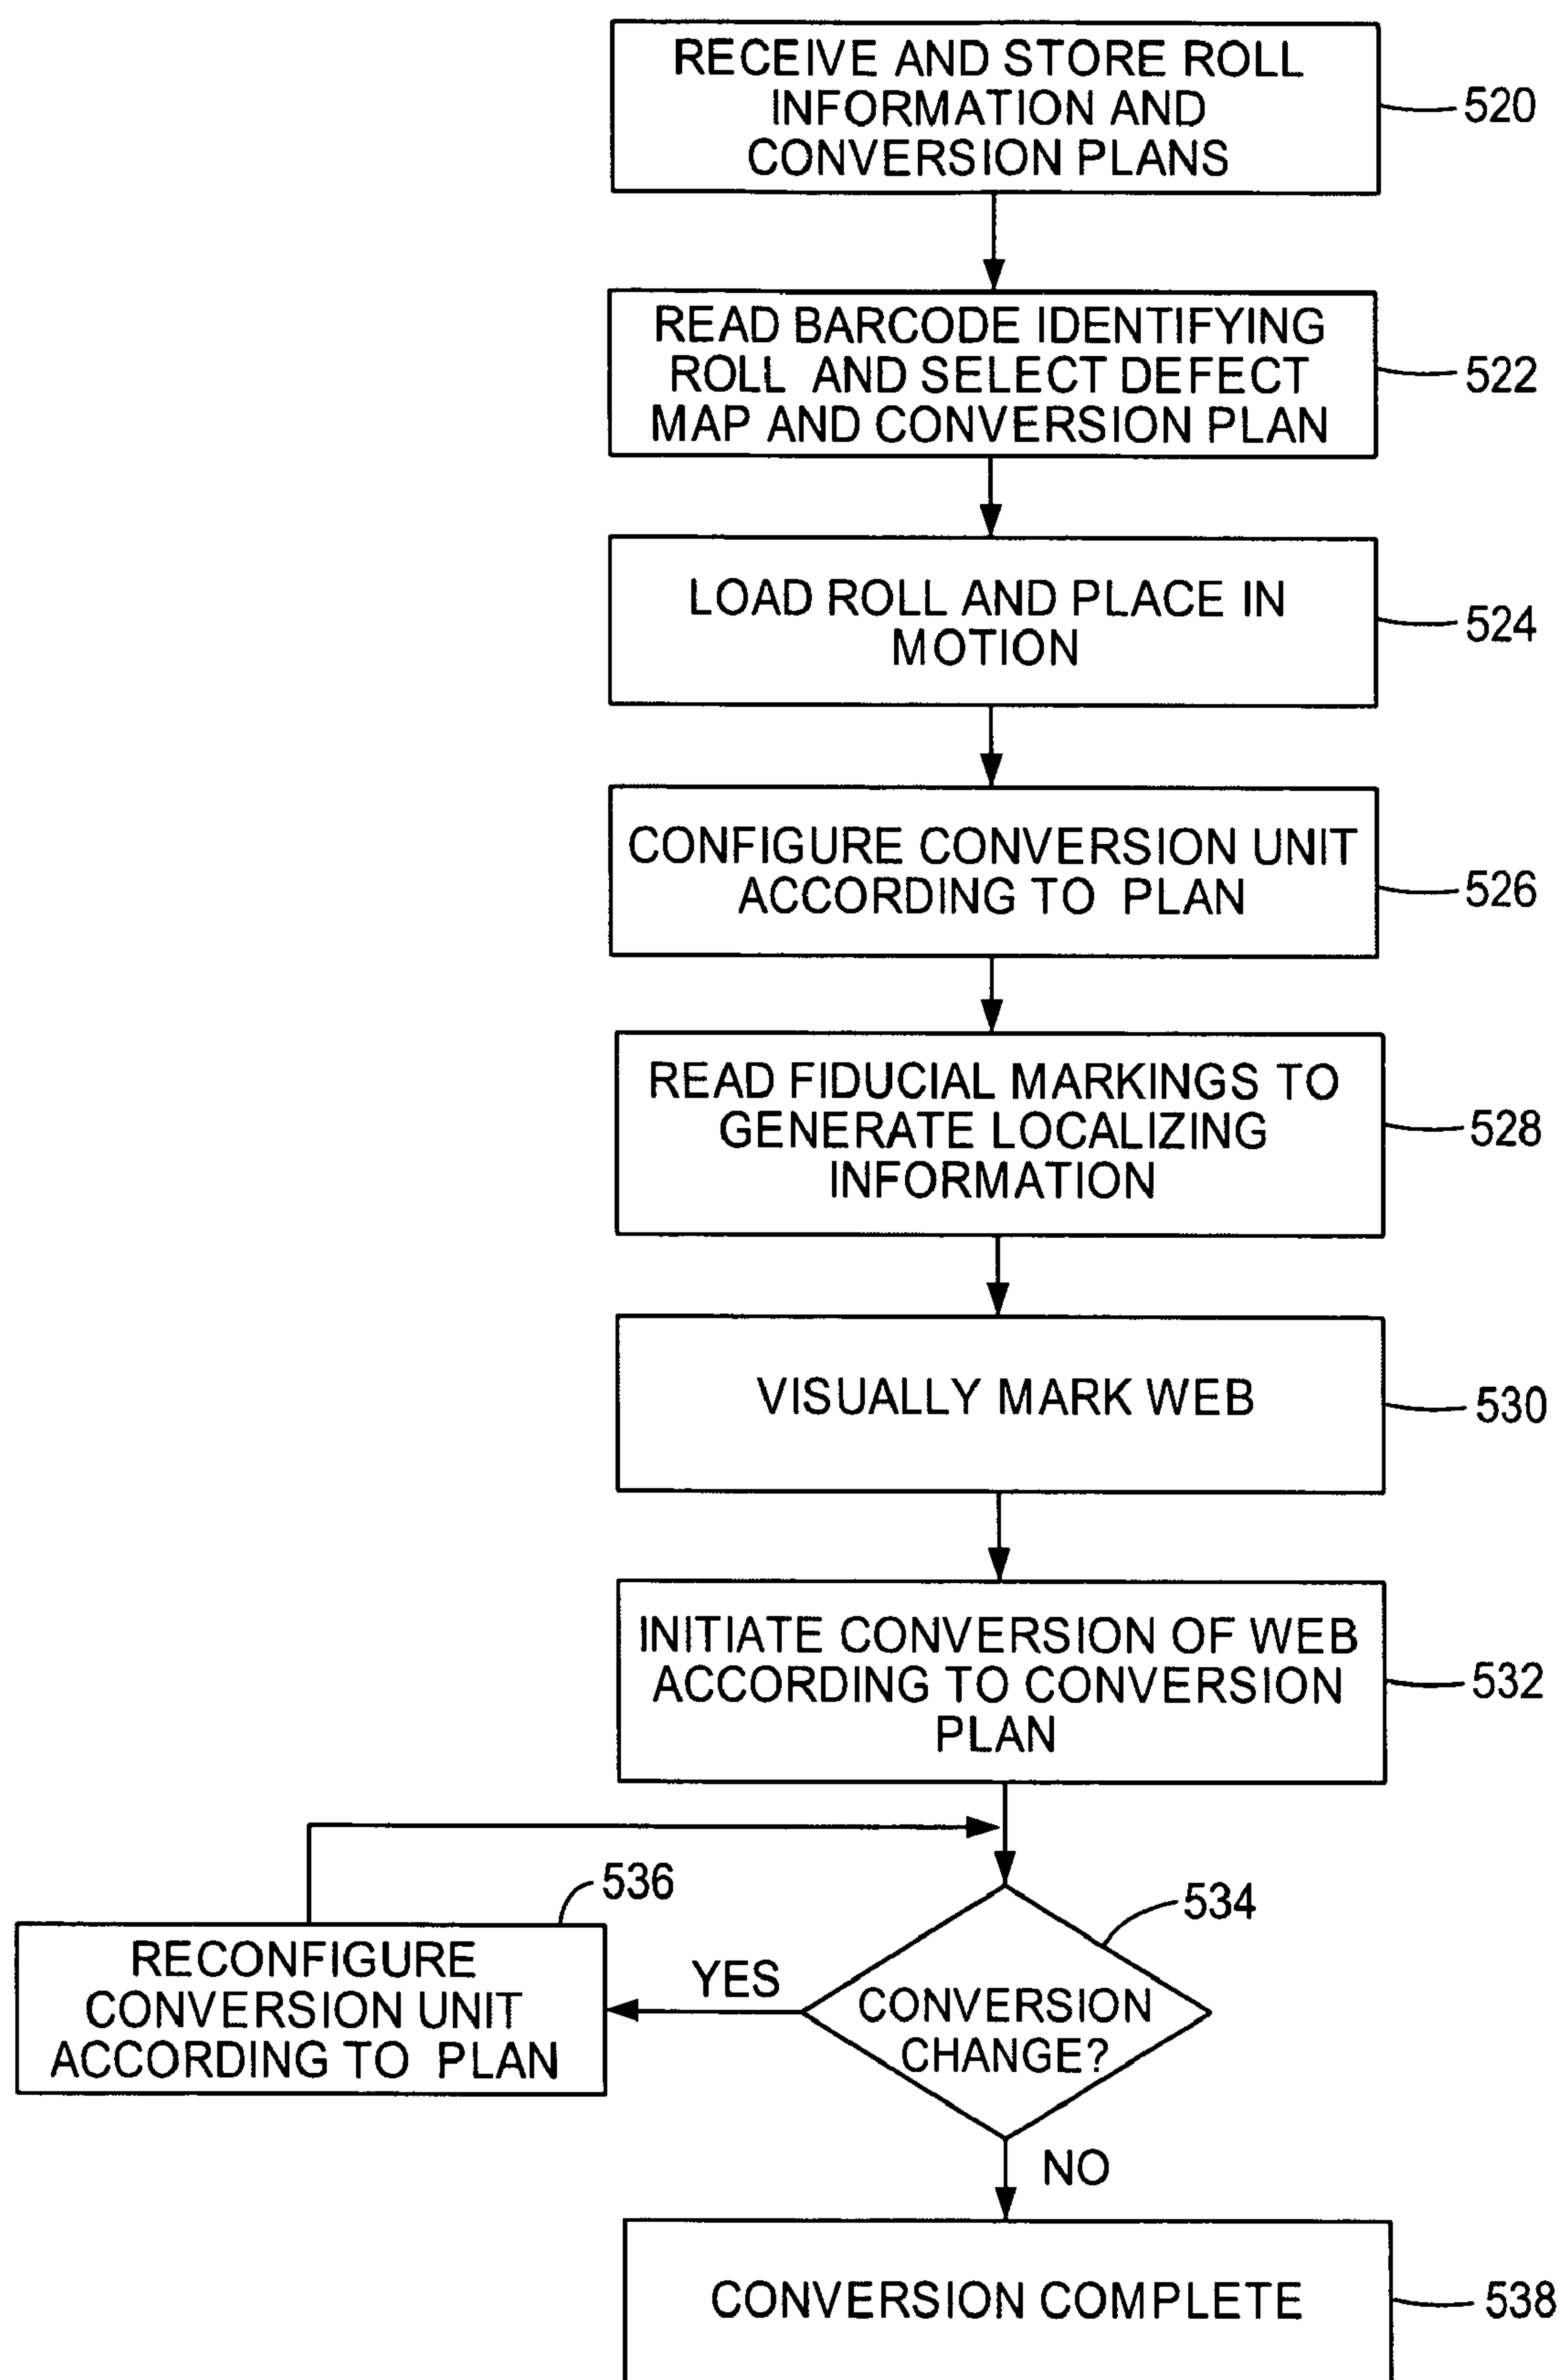 RECEIVE AND STORE ROLL
INFORMATION AND
CONVERSION PLANS
520
READ BARCODE IDENTIFYING
ROLL AND SELECT DEFECT
MAP AND CONVERSION PLAN
522
LOAD ROLL AND PLACE IN
MOTION
524
CONFIGURE CONVERSION UNIT
ACCORDING TO PLAN
526
READ FIDUCIAL MARKINGS TO
GENERATE LOCALIZING
INFORMATION
528
VISUALLY MARK WEB
530
INITIATE CONVERSION OF WEB
ACCORDING TO CONVERSION
PLAN
532
536
RECONFIGURE
CONVERSION UNIT
ACCORDING TO PLAN
YES
534
CONVERSION
CHANGE?
NO
CONVERSION COMPLETE
538